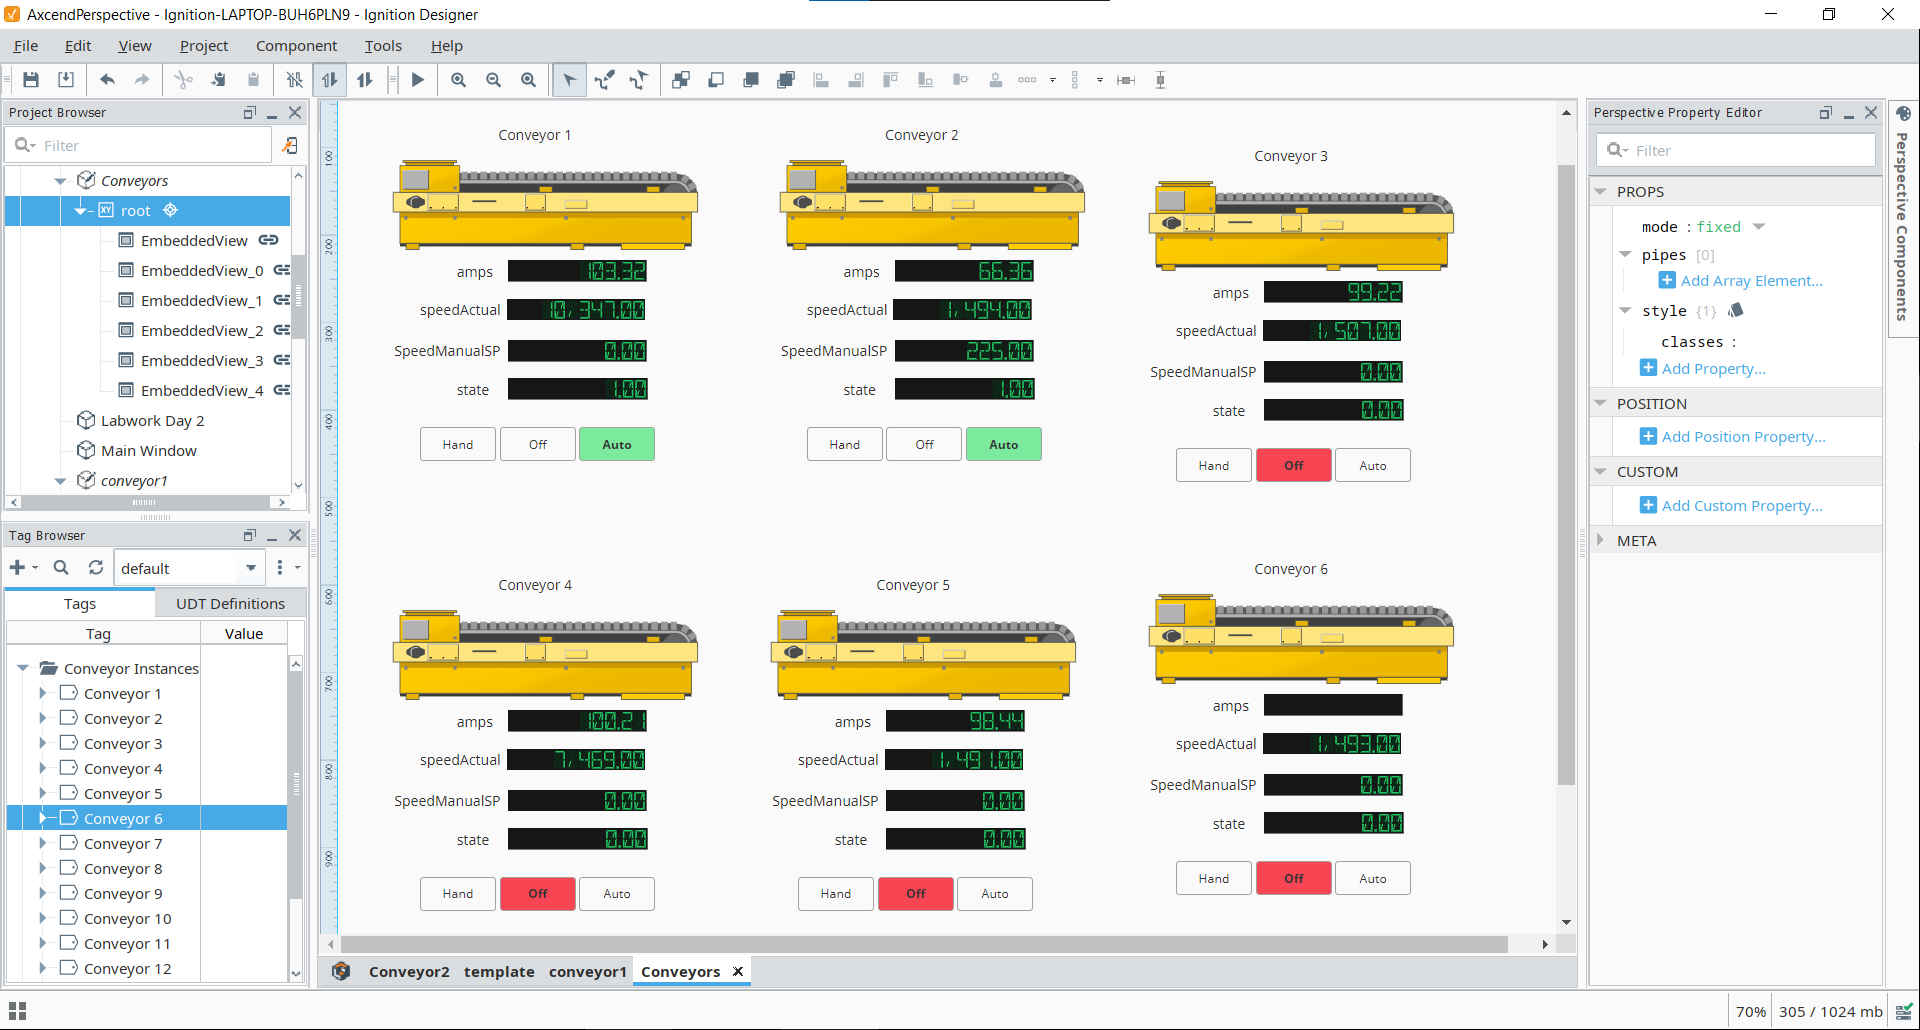 AxcendPerspective - Ignition-LAPTOP-BUH6PLN9 - Ignition Designer
File Edit View Project Component Tools Help
Project Browser
Filter
Conveyors
root
EmbeddedView
EmbeddedView_0
EmbeddedView_1
EmbeddedView_2
EmbeddedView_3
EmbeddedView_4
Labwork Day 2
Main Window
conveyor1
Tag Browser
default
Tags UDT Definitions
Tag Value
Conveyor Instances
Conveyor 1
Conveyor 2
Conveyor 3
Conveyor 4
Conveyor 5
Conveyor 6
Conveyor 7
Conveyor 8
Conveyor 9
Conveyor 10
Conveyor 11
Conveyor 12
100
200
300
400
500
600
700
800
900
Conveyor 1
amps 103.32
speedActual 10,347.00
SpeedManualSP 0.00
state 1.00
Hand Off Auto
Conveyor 2
amps 66.36
speedActual 1,494.00
SpeedManualSP 225.00
state 1.00
Hand Off Auto
Conveyor 3
amps 99.22
speedActual 1,507.00
SpeedManualSP 0.00
state 0.00
Hand Off Auto
Conveyor 4
amps 100.21
speedActual 7,469.00
SpeedManualSP 0.00
state 0.00
Hand Off Auto
Conveyor 5
amps 98.44
speedActual 1,491.00
SpeedManualSP 0.00
state 0.00
Hand Off Auto
Conveyor 6
amps
speedActual 1,493.00
SpeedManualSP 0.00
state 0.00
Hand Off Auto
Conveyor2 template conveyor1 Conveyors
Perspective Property Editor
Filter
PROPS
mode : fixed
pipes [0]
Add Array Element...
style {1}
classes :
Add Property...
POSITION
Add Position Property...
CUSTOM
Add Custom Property...
META
Perspective Components
70% 305 / 1024 mb